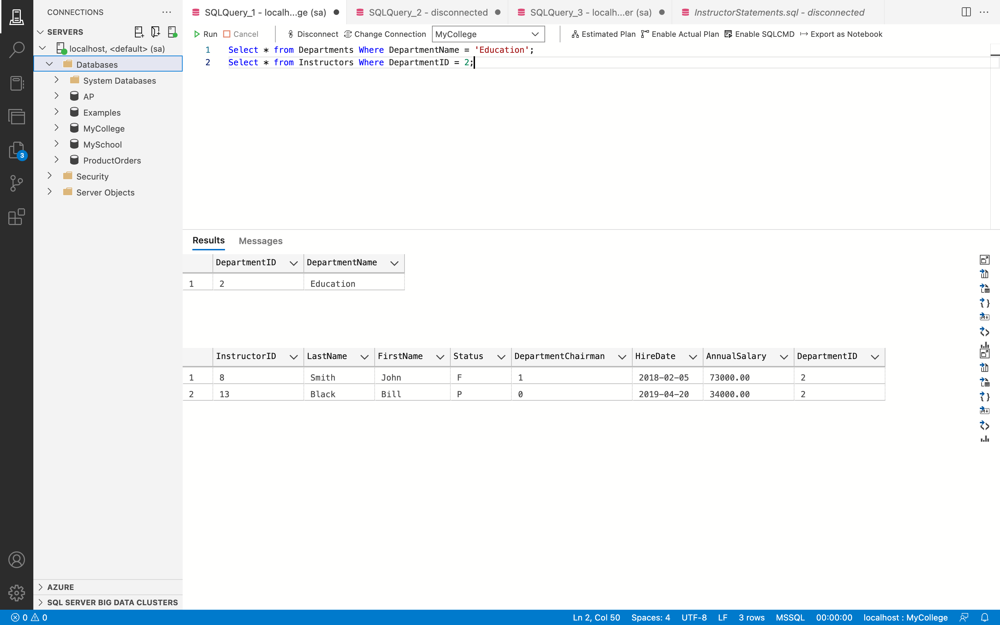 CONNECTIONS
SERVERS
localhost, <default> (sa)
Databases
System Databases
AP
Examples
MyCollege
MySchool
ProductOrders
Security
Server Objects
3
AZURE
SQL SERVER BIG DATA CLUSTERS
SQLQuery_1 - localh...ge (sa) SQLQuery_2 - disconnected SQLQuery_3 - localh...er (sa) InstructorStatements.sql - disconnected
Run Cancel Disconnect Change Connection MyCollege Estimated Plan Enable Actual Plan Enable SQLCMD Export as Notebook
1 Select * from Departments Where DepartmentName = 'Education';
2 Select * from Instructors Where DepartmentID = 2;
Results Messages
DepartmentID DepartmentName
1 2 Education
InstructorID LastName FirstName Status DepartmentChairman HireDate AnnualSalary DepartmentID
1 8 Smith John F 1 2018-02-05 73000.00 2
2 13 Black Bill P 0 2019-04-20 34000.00 2
0 0 Ln 2, Col 50 Spaces: 4 UTF-8 LF 3 rows MSSQL 00:00:00 localhost : MyCollege